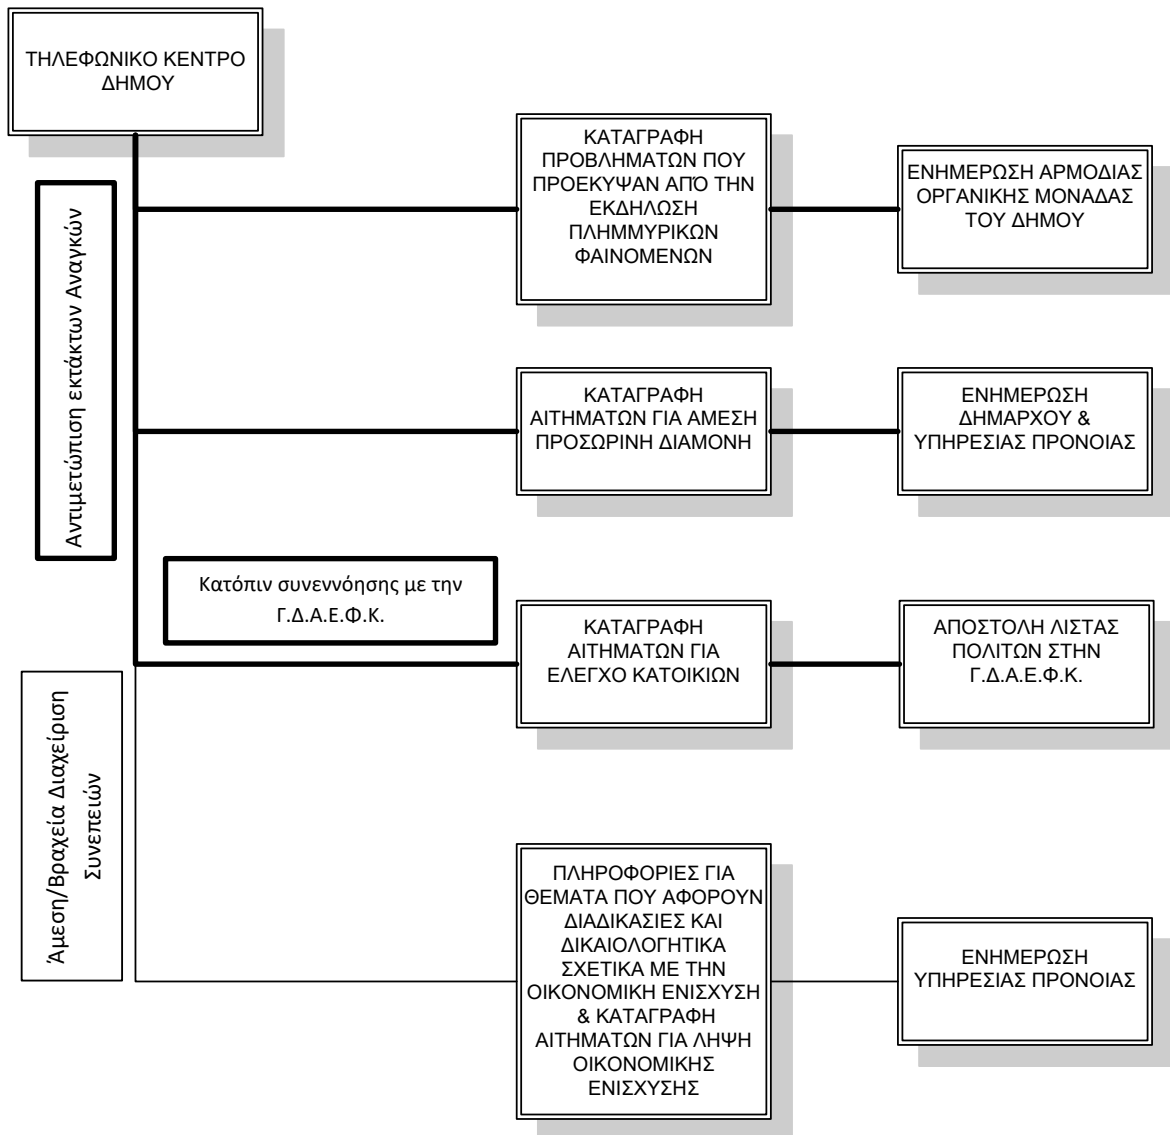 ΤΗΛΕΦΩΝΙΚΟ ΚΕΝΤΡΟ
ΔΗΜΟΥ
Αντιμετώπιση εκτάκτων Αναγκών
ΚΑΤΑΓΡΑΦΗ
ΠΡΟΒΛΗΜΑΤΩΝ ΠΟΥ
ΠΡΟΕΚΥΨΑΝ ΑΠΌ ΤΗΝ
ΕΚΔΗΛΩΣΗ
ΠΛΗΜΜΥΡΙΚΩΝ
ΦΑΙΝΟΜΕΝΩΝ
ΕΝΗΜΕΡΩΣΗ ΑΡΜΟΔΙΑΣ
ΟΡΓΑΝΙΚΗΣ ΜΟΝΑΔΑΣ
ΤΟΥ ΔΗΜΟΥ
ΚΑΤΑΓΡΑΦΗ
ΑΙΤΗΜΑΤΩΝ ΓΙΑ ΑΜΕΣΗ
ΠΡΟΣΩΡΙΝΗ ΔΙΑΜΟΝΗ
ΕΝΗΜΕΡΩΣΗ
ΔΗΜΑΡΧΟΥ &
ΥΠΗΡΕΣΙΑΣ ΠΡΟΝΟΙΑΣ
Κατόπιν συνεννόησης με την
Γ.Δ.Α.Ε.Φ.Κ.
ΚΑΤΑΓΡΑΦΗ
ΑΙΤΗΜΑΤΩΝ ΓΙΑ
ΕΛΕΓΧΟ ΚΑΤΟΙΚΙΩΝ
ΑΠΟΣΤΟΛΗ ΛΙΣΤΑΣ
ΠΟΛΙΤΩΝ ΣΤΗΝ
Γ.Δ.Α.Ε.Φ.Κ.
Άμεση/Βραχεία Διαχείριση
Συνεπειών
ΠΛΗΡΟΦΟΡΙΕΣ ΓΙΑ
ΘΕΜΑΤΑ ΠΟΥ ΑΦΟΡΟΥΝ
ΔΙΑΔΙΚΑΣΙΕΣ ΚΑΙ
ΔΙΚΑΙΟΛΟΓΗΤΙΚΑ
ΣΧΕΤΙΚΑ ΜΕ ΤΗΝ
ΟΙΚΟΝΟΜΙΚΗ ΕΝΙΣΧΥΣΗ
& ΚΑΤΑΓΡΑΦΗ
ΑΙΤΗΜΑΤΩΝ ΓΙΑ ΛΗΨΗ
ΟΙΚΟΝΟΜΙΚΗΣ
ΕΝΙΣΧΥΣΗΣ
ΕΝΗΜΕΡΩΣΗ
ΥΠΗΡΕΣΙΑΣ ΠΡΟΝΟΙΑΣ